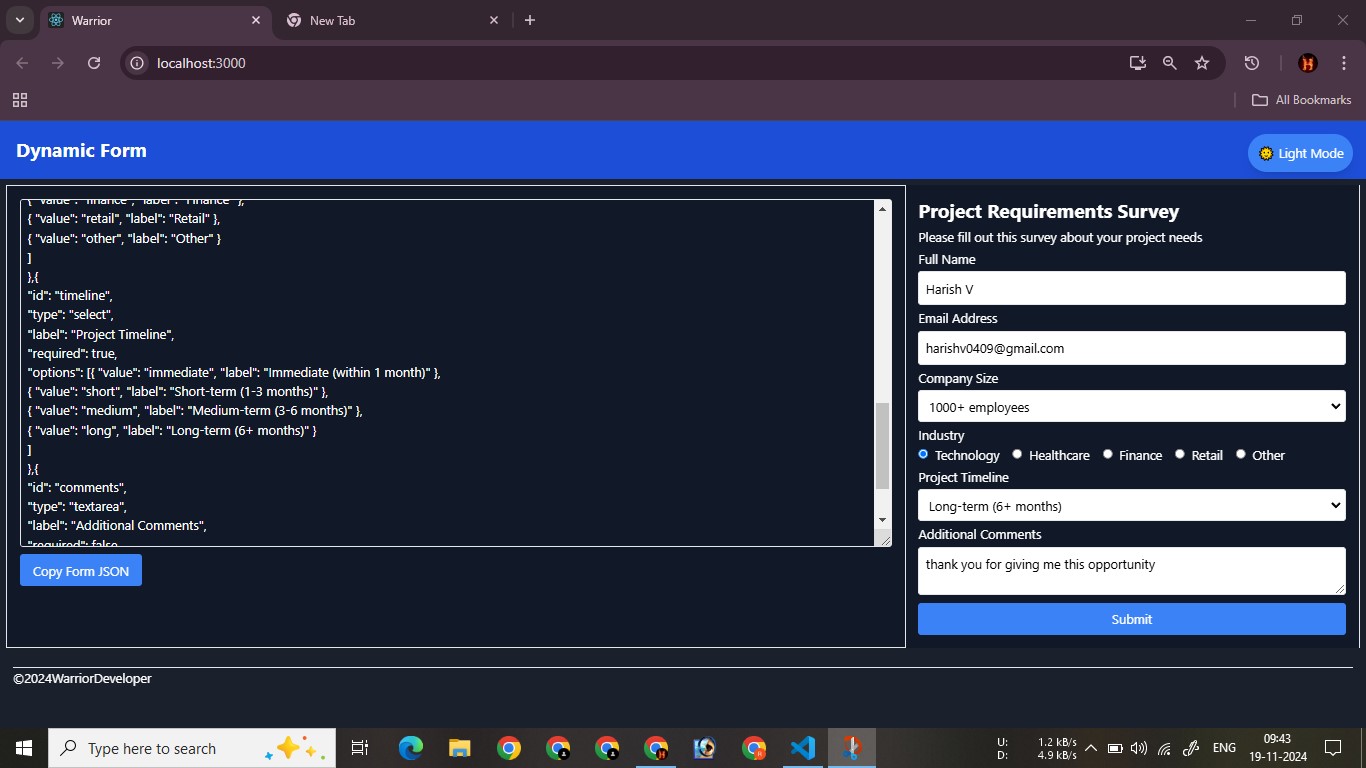 Warrior
New Tab
localhost:3000
All Bookmarks
Dynamic Form
Light Mode
{ "value": "finance", "label": "Finance" },
{ "value": "retail", "label": "Retail" },
{ "value": "other", "label": "Other" }
]
},{
"id": "timeline",
"type": "select",
"label": "Project Timeline",
"required": true,
"options": [{ "value": "immediate", "label": "Immediate (within 1 month)" },
{ "value": "short", "label": "Short-term (1-3 months)" },
{ "value": "medium", "label": "Medium-term (3-6 months)" },
{ "value": "long", "label": "Long-term (6+ months)" }
]
},{
"id": "comments",
"type": "textarea",
"label": "Additional Comments",
"required": false
Copy Form JSON
Project Requirements Survey
Please fill out this survey about your project needs
Full Name
Harish V
Email Address
harishv0409@gmail.com
Company Size
1000+ employees
Industry
Technology Healthcare Finance Retail Other
Project Timeline
Long-term (6+ months)
Additional Comments
thank you for giving me this opportunity
Submit
©2024WarriorDeveloper
Type here to search
U: 1.2 kB/s
D: 4.9 kB/s
ENG
09:43
19-11-2024